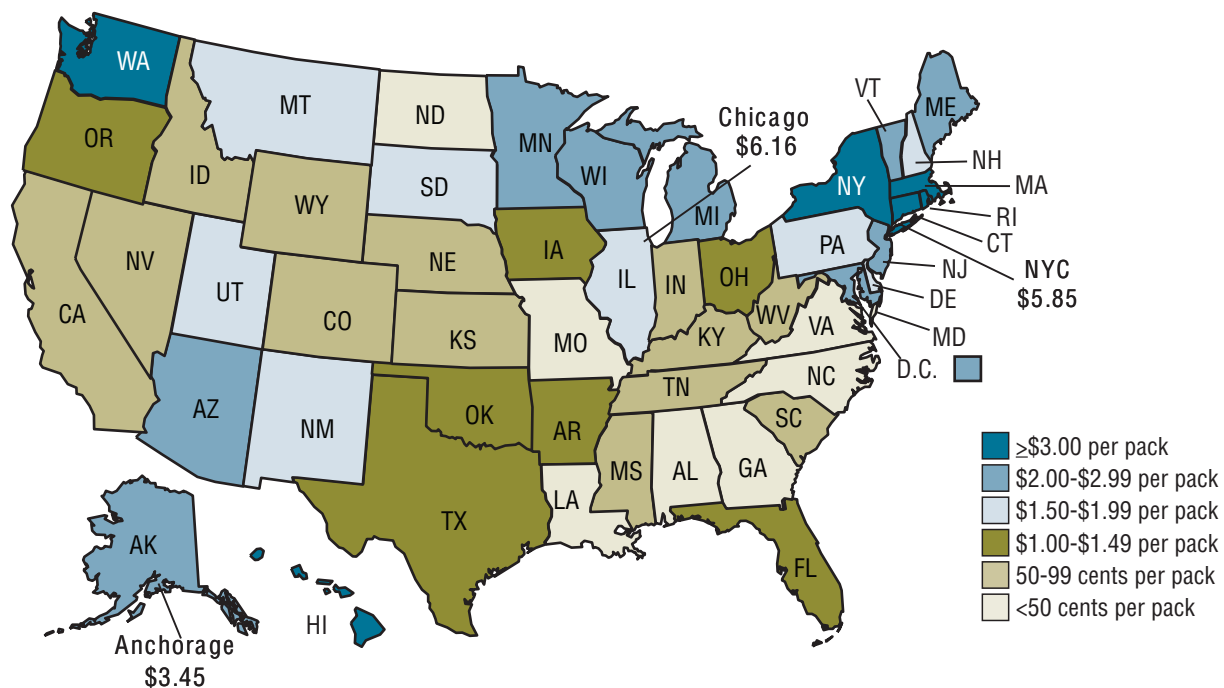 WA
MT
ND
MN
VT
ME
Chicago
$6.16
OR
ID
SD
WI
MI
NY
NH
MA
WY
RI
CT
IA
PA
NV
NE
NJ
NYC
$5.85
UT
IL
IN
OH
DE
CA
CO
KS
MO
KY
WV
VA
MD
D.C.
AZ
NM
OK
AR
TN
NC
SC
MS
AL
GA
LA
TX
FL
AK
HI
Anchorage
$3.45
≥$3.00 per pack
$2.00-$2.99 per pack
$1.50-$1.99 per pack
$1.00-$1.49 per pack
50-99 cents per pack
<50 cents per pack